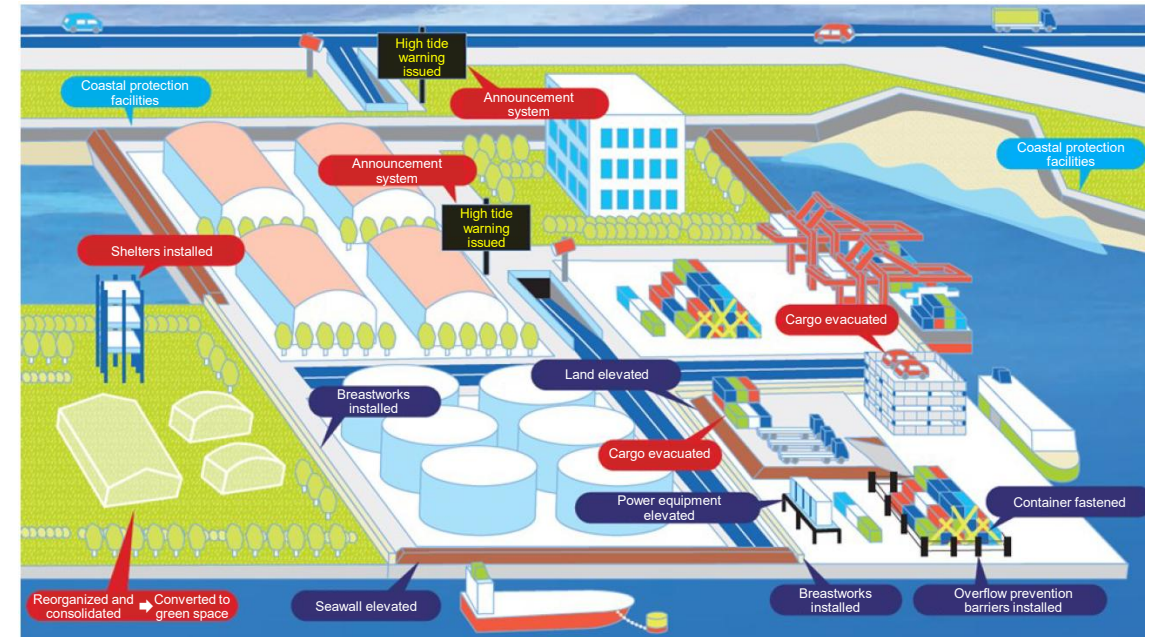 High tide
warning
issued
Coastal protection
facilities
Announcement
system
Coastal protection
facilities
Announcement
system
High tide
warning
issued
Shelters installed
Cargo evacuated
Land elevated
Breastworks
installed
Cargo evacuated
Power equipment
elevated
Container fastened
Reorganized and
consolidated
Converted to
green space
Seawall elevated
Breastworks
installed
Overflow prevention
barriers installed